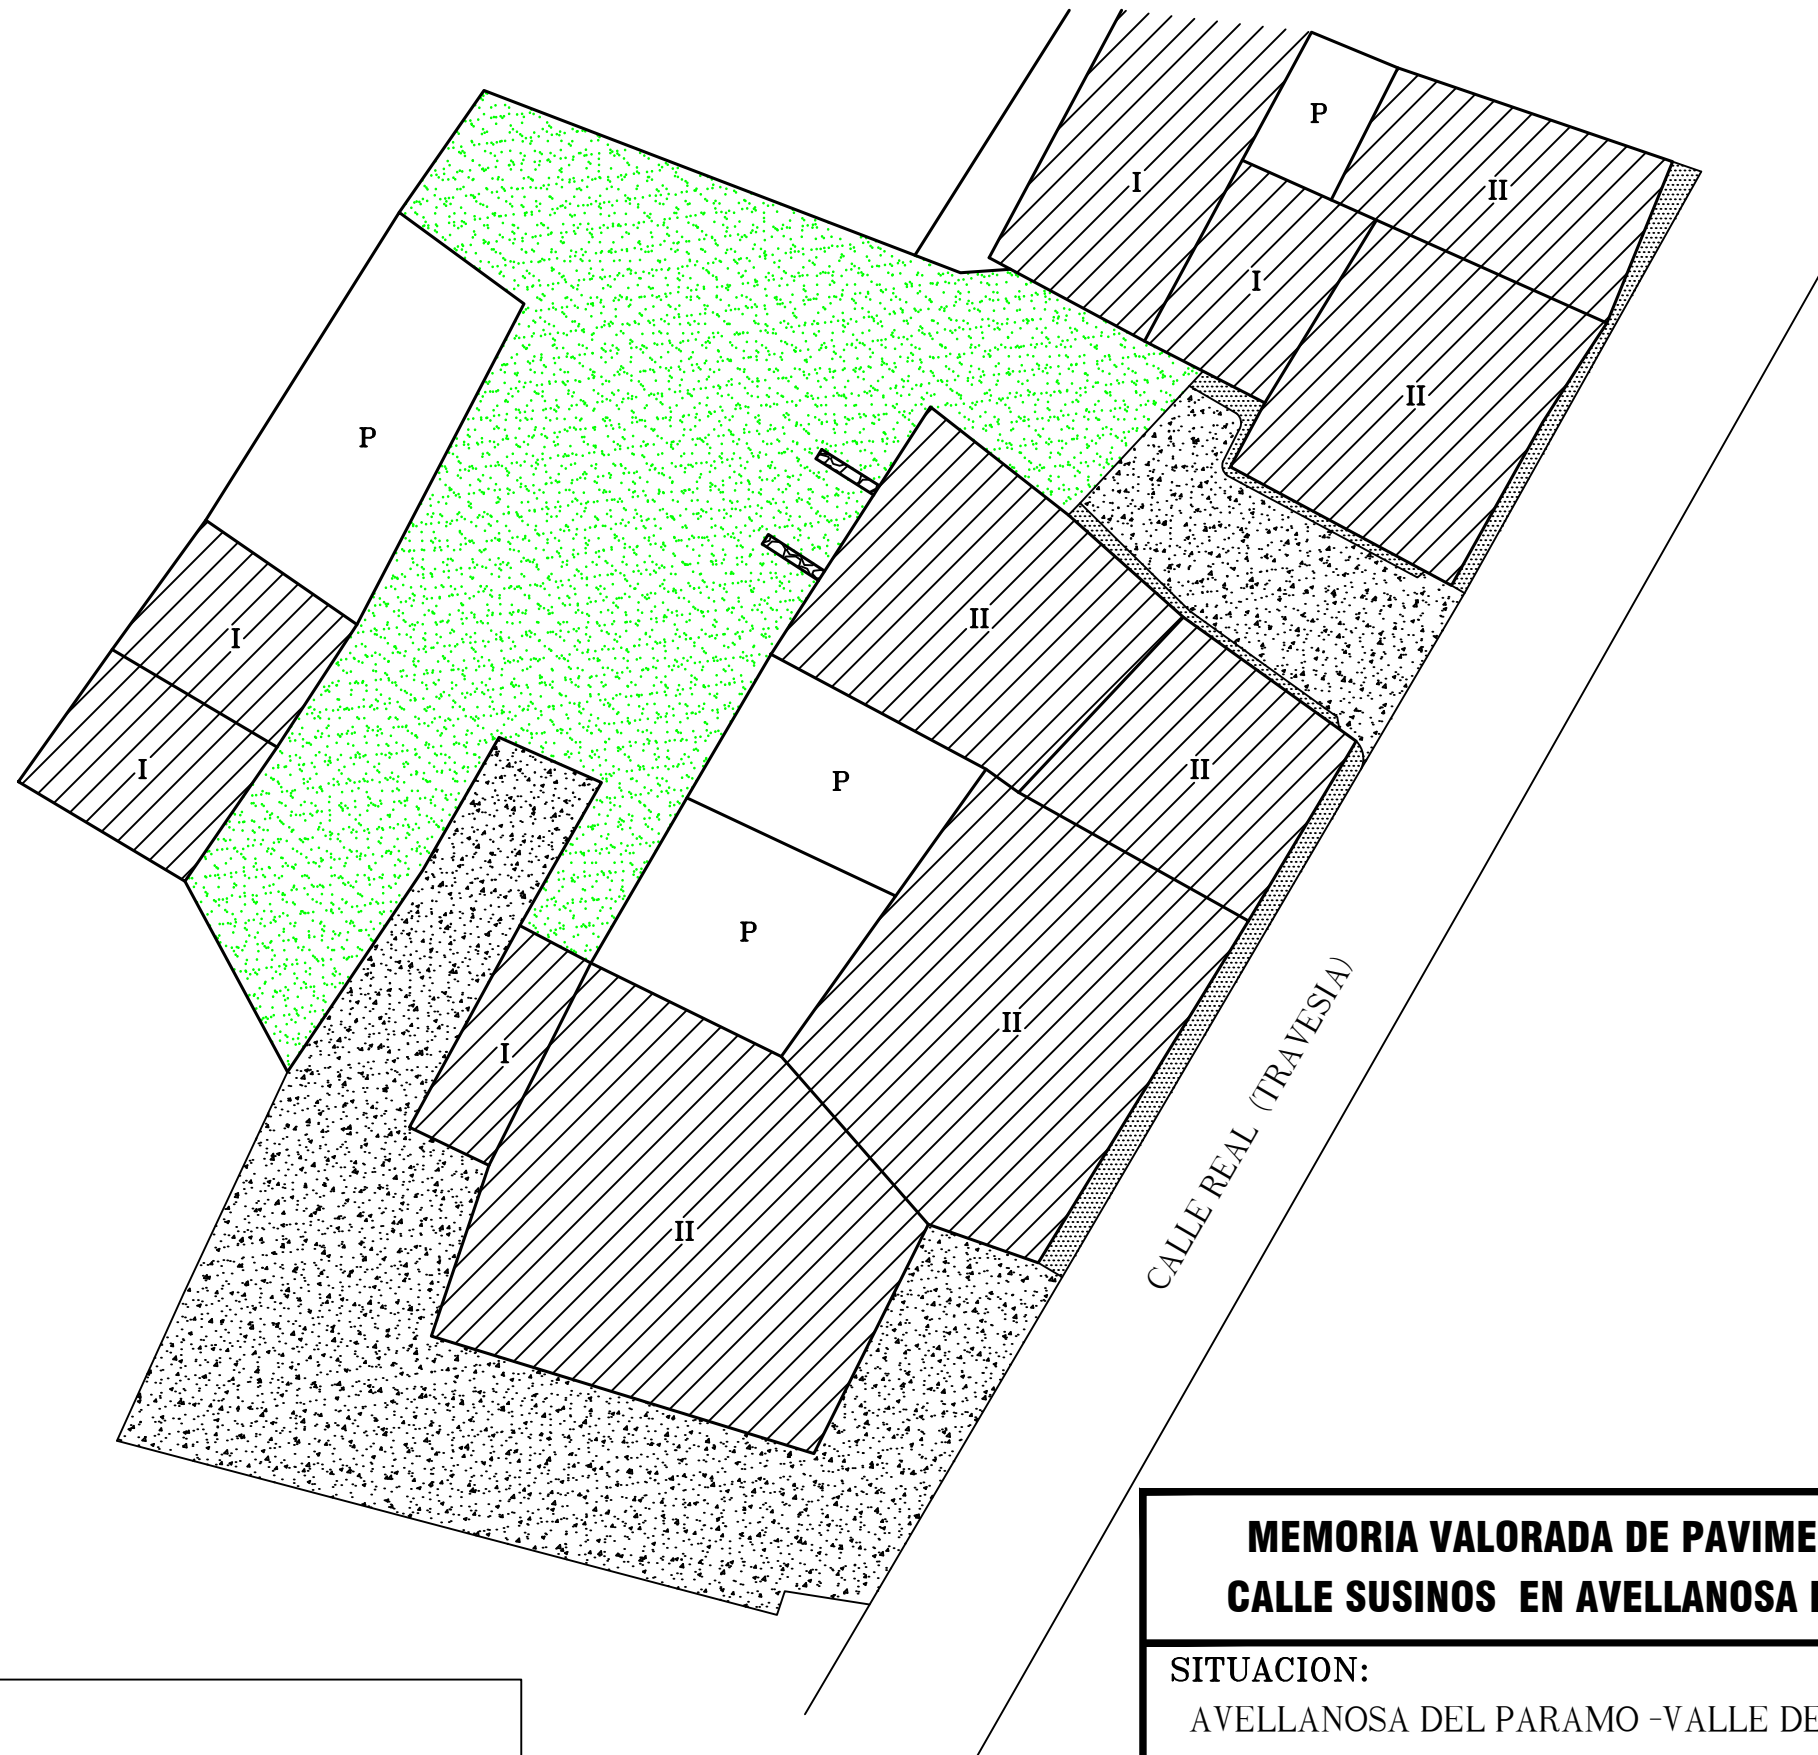 P
I
II
I
II
P
I
II
I
P
II
P
II
I
II
CALLE REAL (TRAVESIA)
MEMORIA VALORADA DE PAVIME
CALLE SUSINOS EN AVELLANOSA
SITUACION:
AVELLANOSA DEL PARAMO -VALLE DE